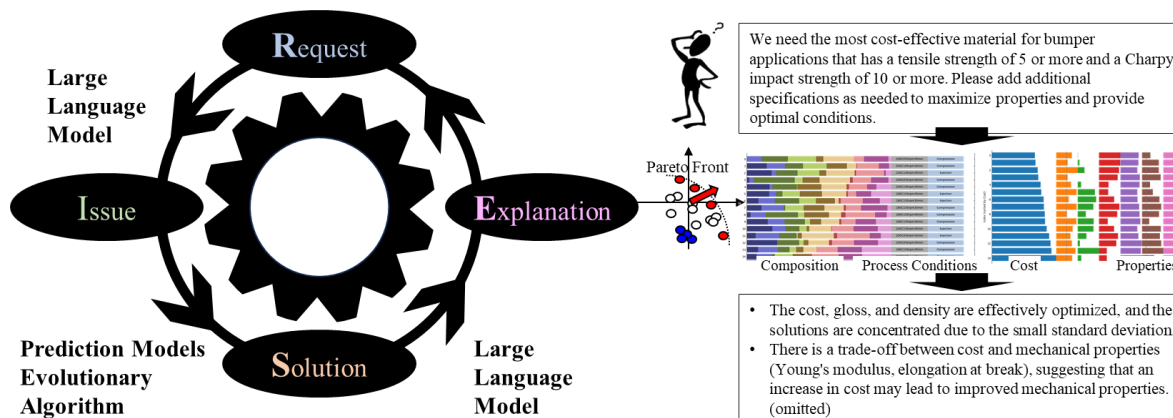 Request
Large
Language
Model
Issue
Explanation
Solution
Prediction Models
Evolutionary
Algorithm
Large
Language
Model
?
We need the most cost-effective material for bumper
applications that has a tensile strength of 5 or more and a Charpy
impact strength of 10 or more. Please add additional
specifications as needed to maximize properties and provide
optimal conditions.
Pareto Front
Composition
Process Conditions
Cost
Properties
• The cost, gloss, and density are effectively optimized, and the
solutions are concentrated due to the small standard deviation
• There is a trade-off between cost and mechanical properties
(Young's modulus, elongation at break), suggesting that an
increase in cost may lead to improved mechanical properties.
(omitted)